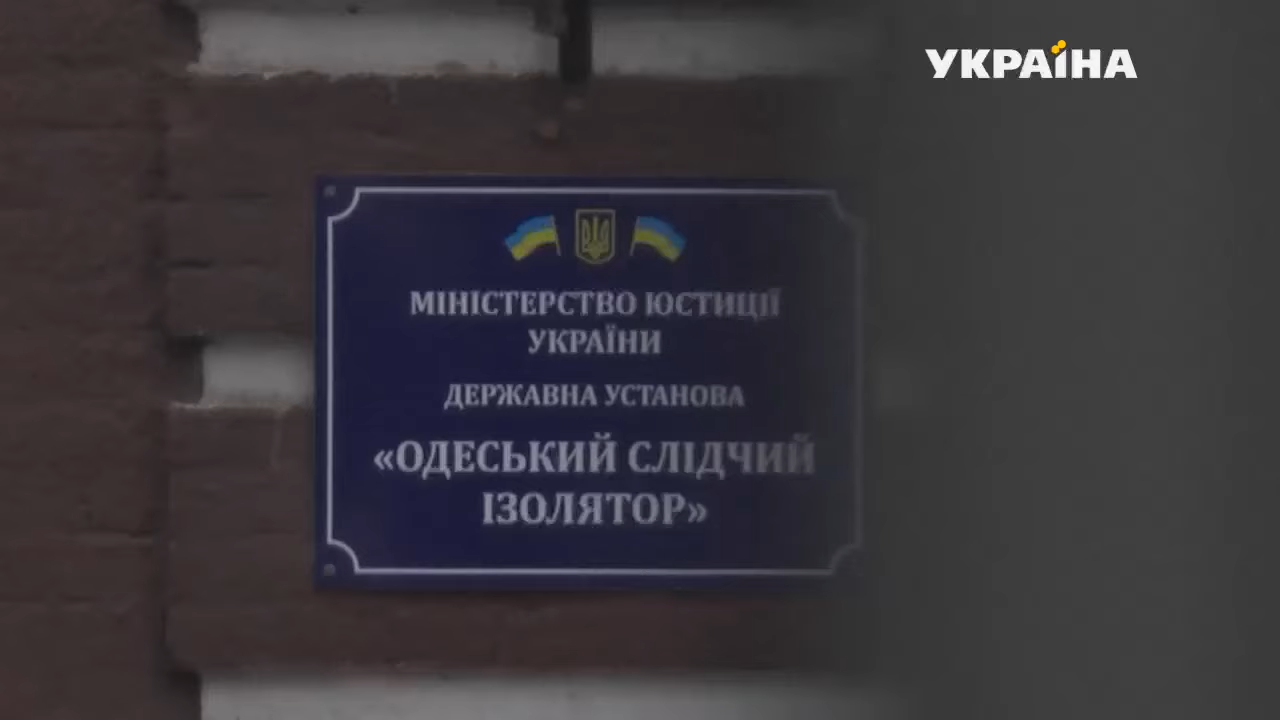 УКРАЇНА
МІНІСТЕРСТВО ЮСТИЦІЇ
УКРАЇНИ
ДЕРЖАВНА УСТАНОВА
«ОДЕСЬКИЙ СЛІДЧИЙ
ІЗОЛЯТОР»